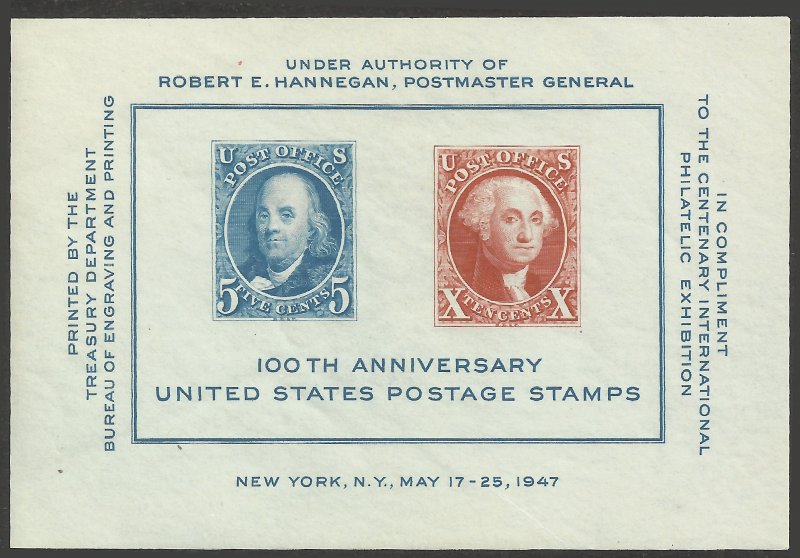 UNDER AUTHORITY OF
ROBERT E. HANNEGAN, POSTMASTER GENERAL
PRINTED BY THE
TREASURY DEPARTMENT
BUREAU OF ENGRAVING AND PRINTING
U S
POST OFFICE
5 FIVE CENTS 5
U S
POST OFFICE
X TEN CENTS X
100TH ANNIVERSARY
UNITED STATES POSTAGE STAMPS
IN COMPLIMENT
TO THE CENTENARY INTERNATIONAL
PHILATELIC EXHIBITION
NEW YORK, N.Y., MAY 17-25, 1947